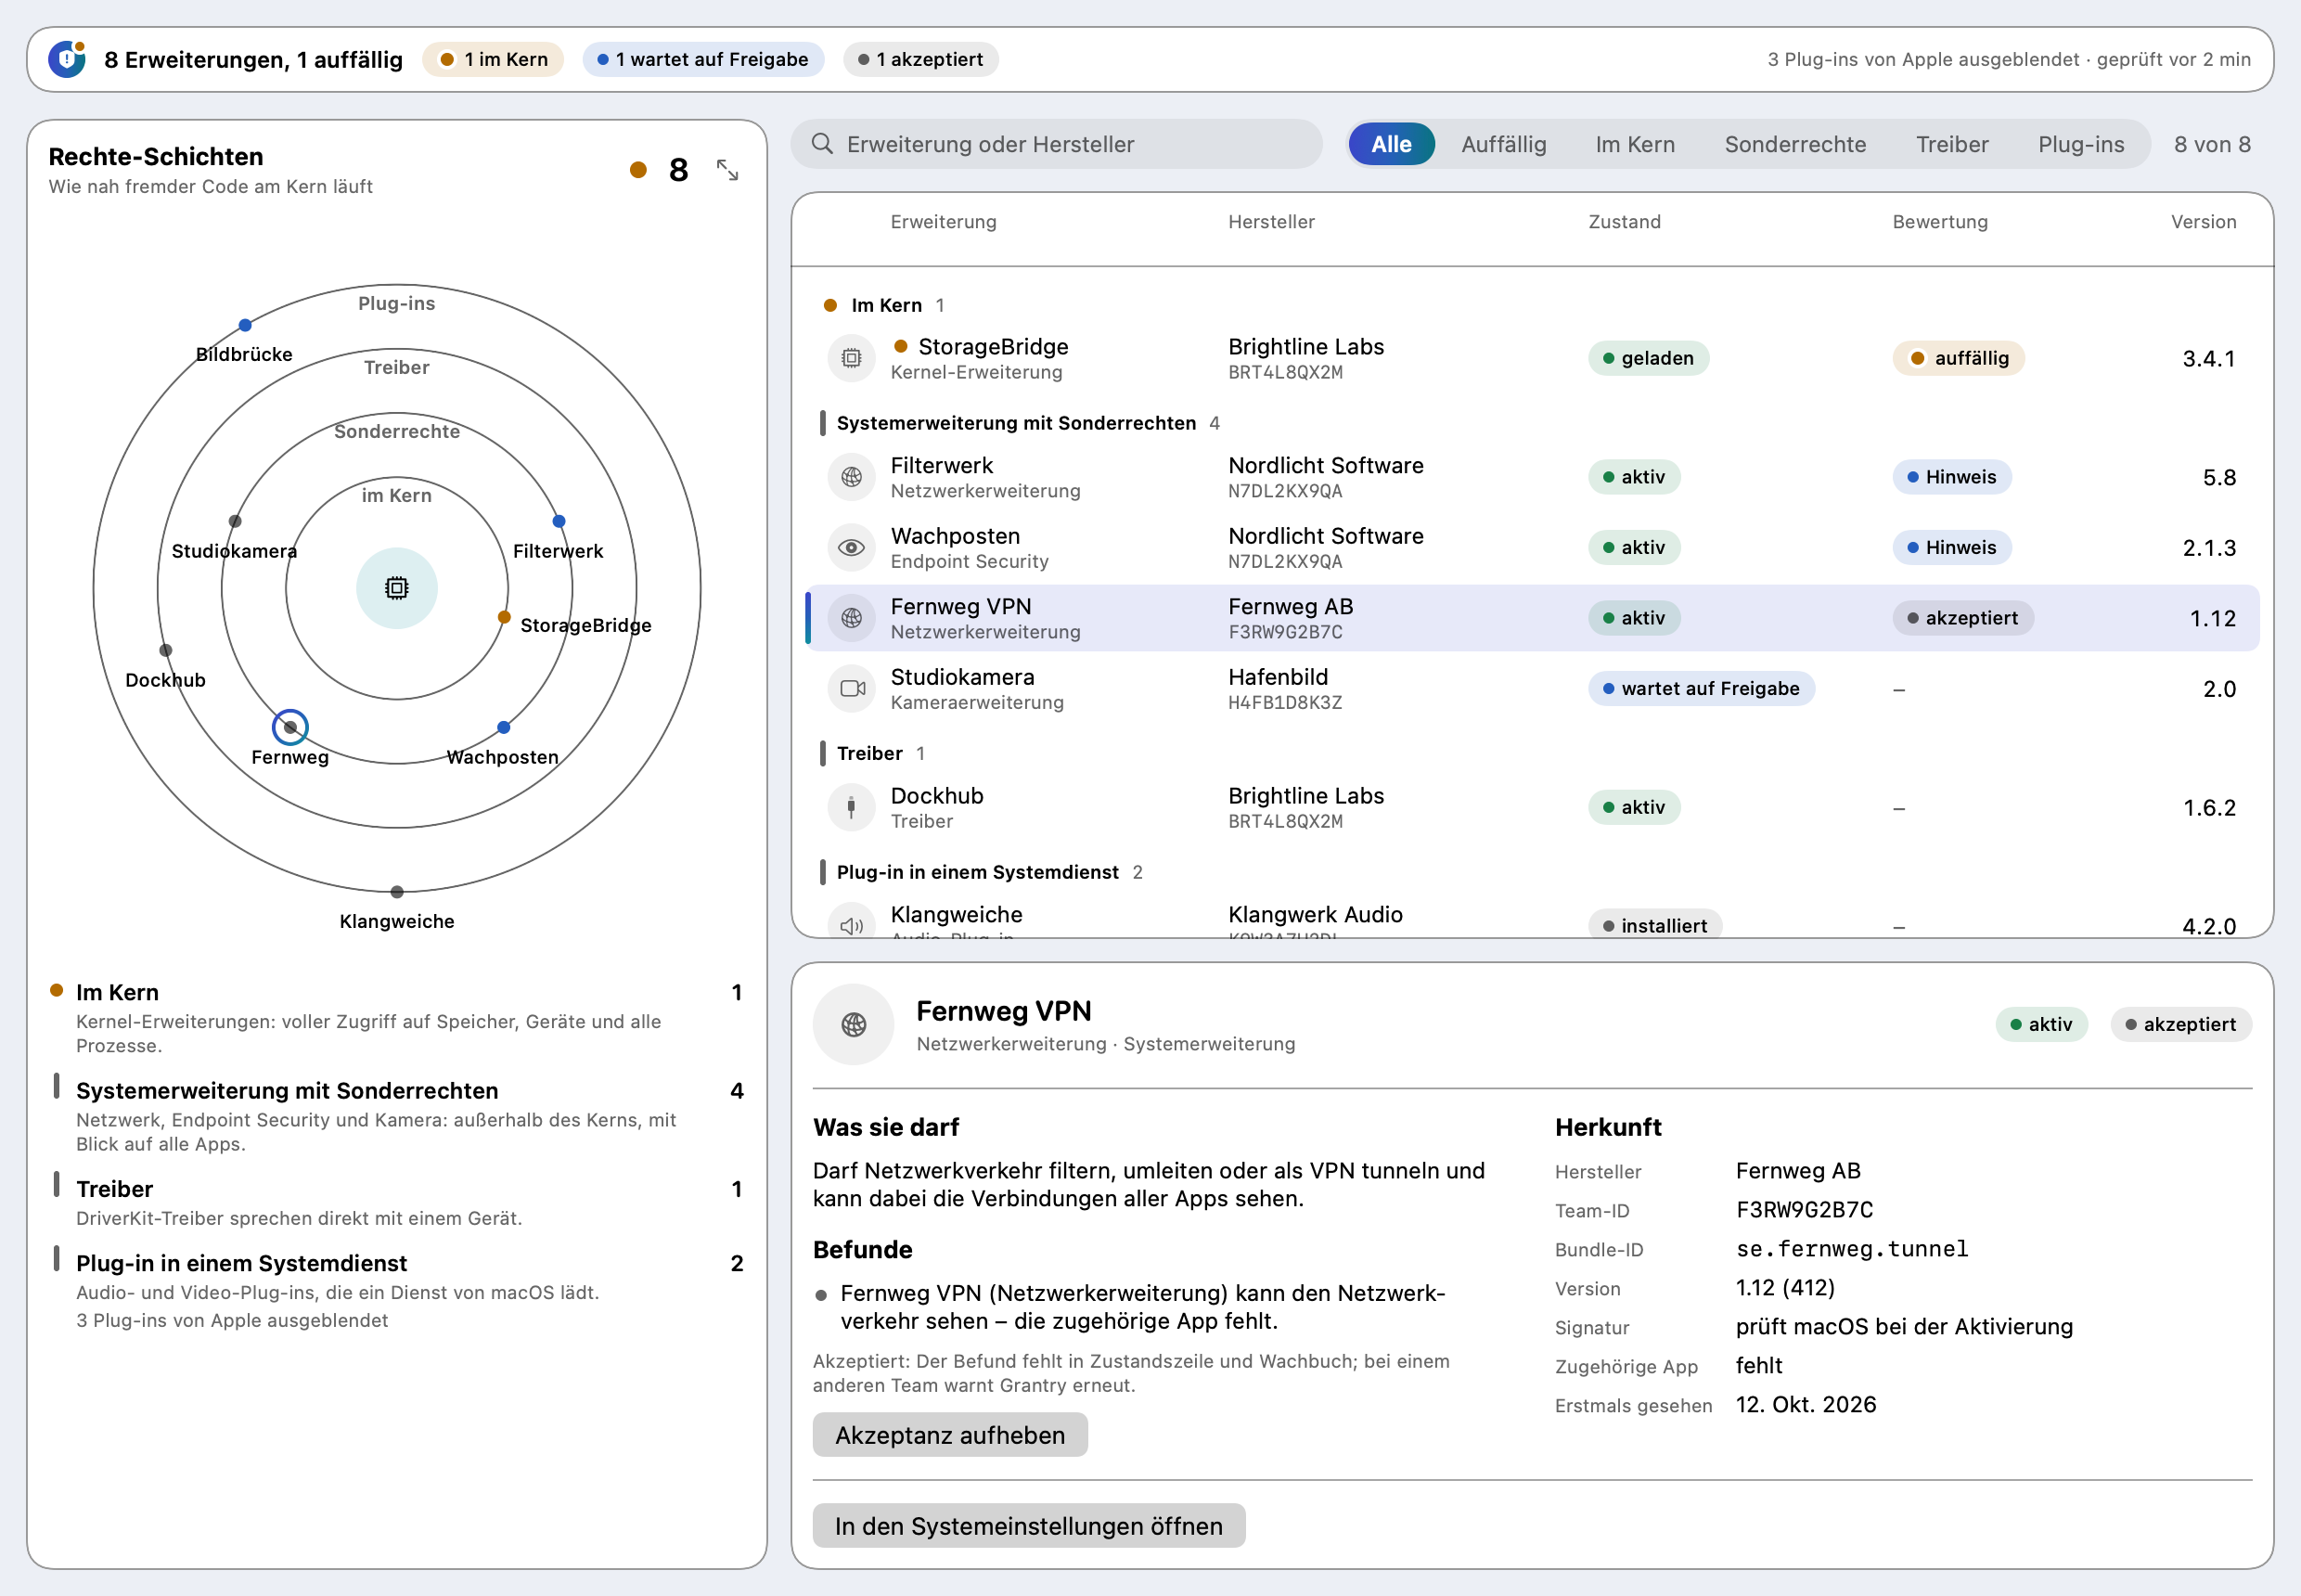 8 Erweiterungen, 1 auffällig
1 im Kern
1 wartet auf Freigabe
1 akzeptiert
3 Plug-ins von Apple ausgeblendet · geprüft vor 2 min
Rechte-Schichten
Wie nah fremder Code am Kern läuft
8
Plug-ins
Bildbrücke
Treiber
Sonderrechte
im Kern
Studiokamera
Filterwerk
StorageBridge
Dockhub
Fernweg
Wachposten
Klangweiche
Im Kern 1
Kernel-Erweiterungen: voller Zugriff auf Speicher, Geräte und alle
Prozesse.
Systemerweiterung mit Sonderrechten 4
Netzwerk, Endpoint Security und Kamera: außerhalb des Kerns, mit
Blick auf alle Apps.
Treiber 1
DriverKit-Treiber sprechen direkt mit einem Gerät.
Plug-in in einem Systemdienst 2
Audio- und Video-Plug-ins, die ein Dienst von macOS lädt.
3 Plug-ins von Apple ausgeblendet
Erweiterung oder Hersteller
Alle Auffällig Im Kern Sonderrechte Treiber Plug-ins
8 von 8
Erweiterung Hersteller Zustand Bewertung Version
Im Kern 1
StorageBridge Brightline Labs geladen auffällig 3.4.1
Kernel-Erweiterung BRT4L8QX2M
Systemerweiterung mit Sonderrechten 4
Filterwerk Nordlicht Software aktiv Hinweis 5.8
Netzwerkerweiterung N7DL2KX9QA
Wachposten Nordlicht Software aktiv Hinweis 2.1.3
Endpoint Security N7DL2KX9QA
Fernweg VPN Fernweg AB aktiv akzeptiert 1.12
Netzwerkerweiterung F3RW9G2B7C
Studiokamera Hafenbild wartet auf Freigabe – 2.0
Kameraerweiterung H4FB1D8K3Z
Treiber 1
Dockhub Brightline Labs aktiv – 1.6.2
Treiber BRT4L8QX2M
Plug-in in einem Systemdienst 2
Klangweiche Klangwerk Audio installiert – 4.2.0
Audio-Plug-in
Fernweg VPN
Netzwerkerweiterung · Systemerweiterung
aktiv
akzeptiert
Was sie darf
Darf Netzwerkverkehr filtern, umleiten oder als VPN tunneln und
kann dabei die Verbindungen aller Apps sehen.
Befunde
Fernweg VPN (Netzwerkerweiterung) kann den Netzwerk-
verkehr sehen – die zugehörige App fehlt.
Akzeptiert: Der Befund fehlt in Zustandszeile und Wachbuch; bei einem
anderen Team warnt Grantry erneut.
Akzeptanz aufheben
Herkunft
Hersteller Fernweg AB
Team-ID F3RW9G2B7C
Bundle-ID se.fernweg.tunnel
Version 1.12 (412)
Signatur prüft macOS bei der Aktivierung
Zugehörige App fehlt
Erstmals gesehen 12. Okt. 2026
In den Systemeinstellungen öffnen